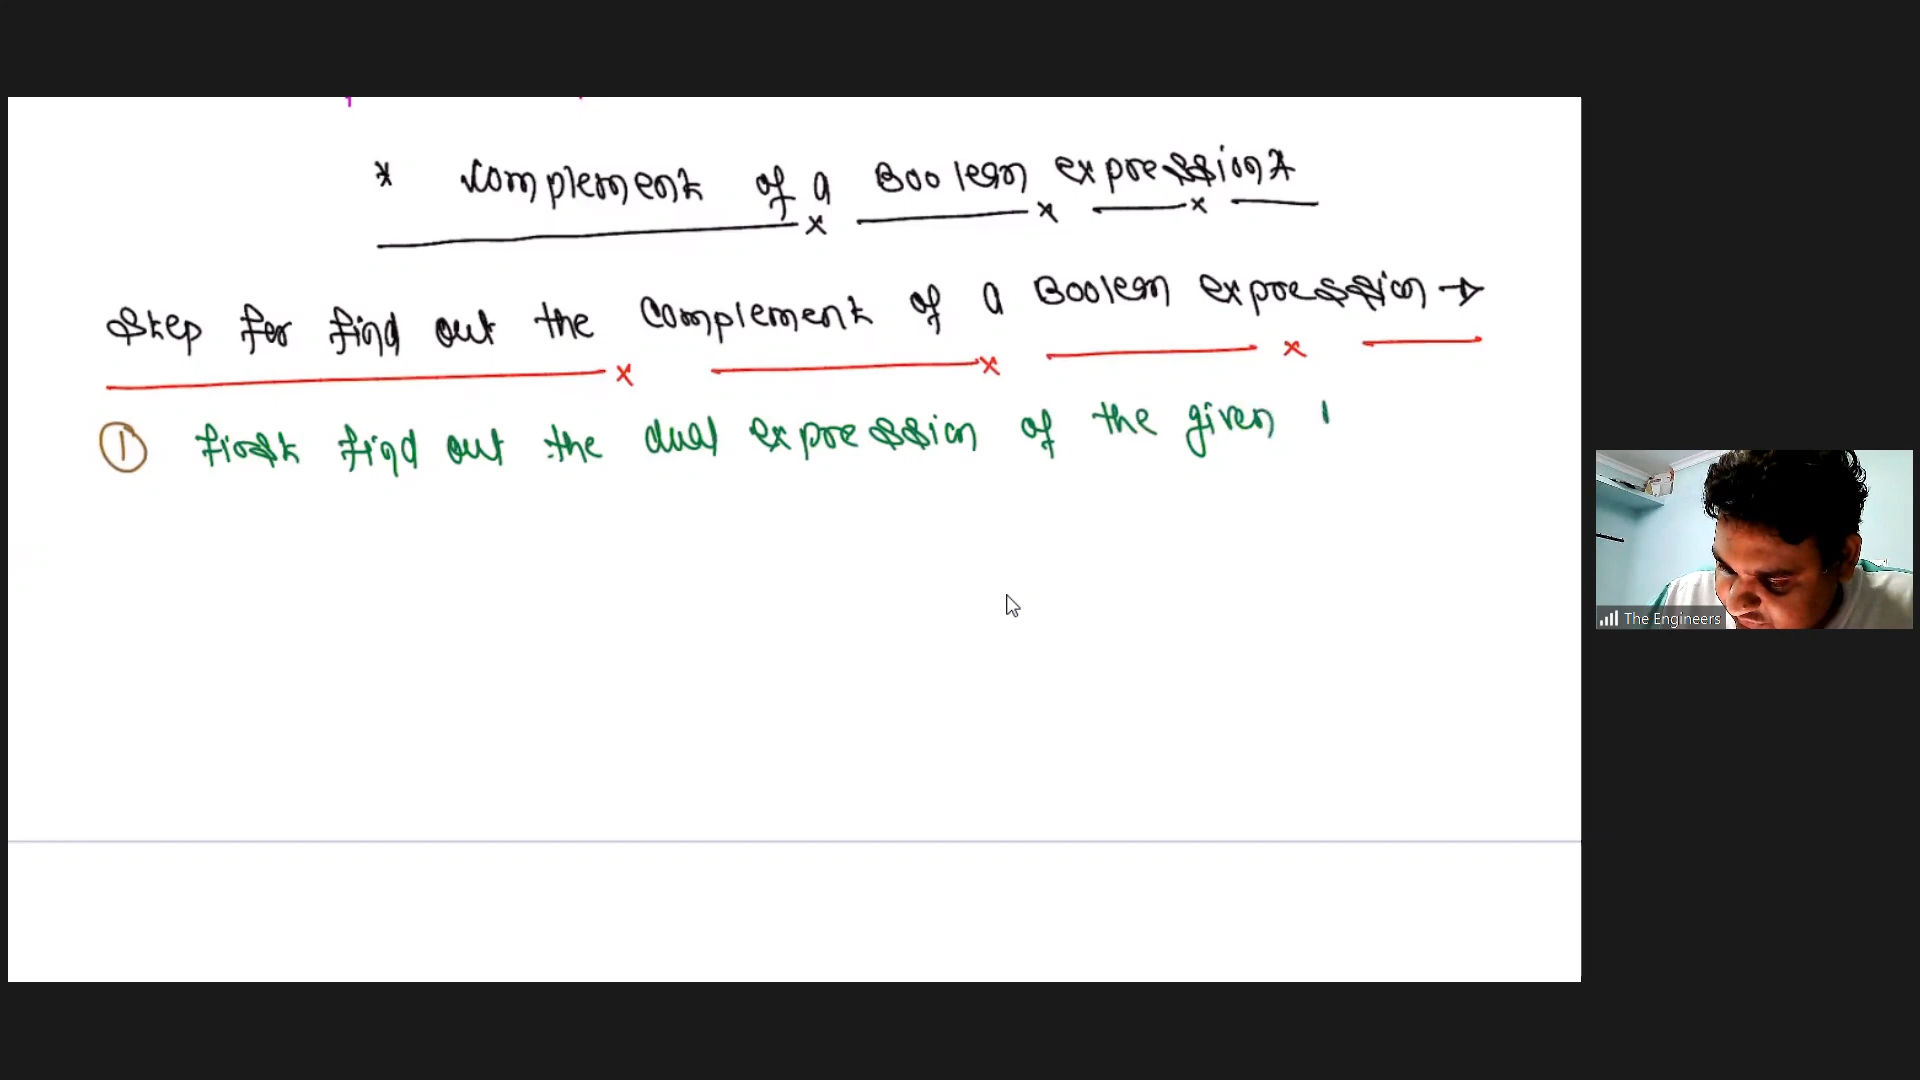 * Complement of a Boolean expression *
Step for find out the Complement of a Boolean expression →
① first find out the dual expression of the given
The Engineers